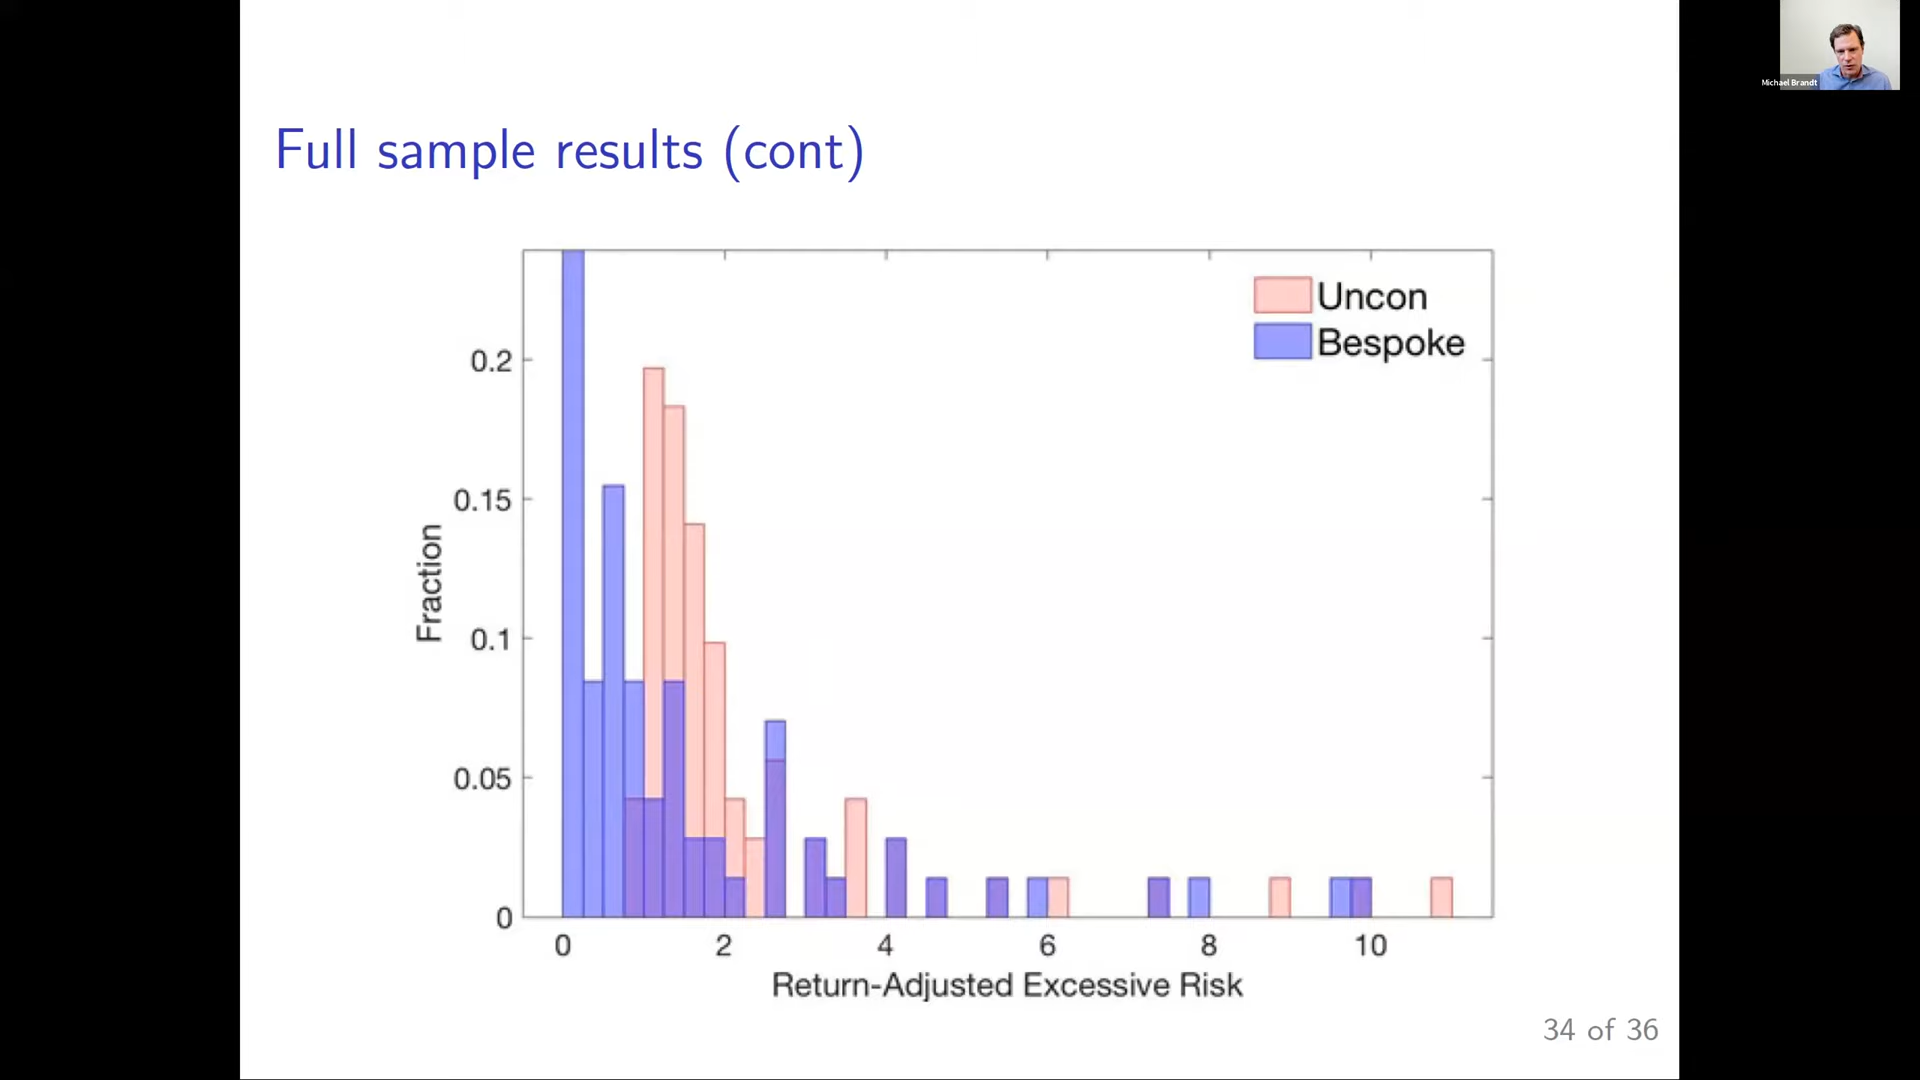 Michael Brandt
Full sample results (cont)
Uncon
Bespoke
0.2
0.15
0.1
0.05
0
Fraction
0
2
4
6
8
10
Return-Adjusted Excessive Risk
34 of 36